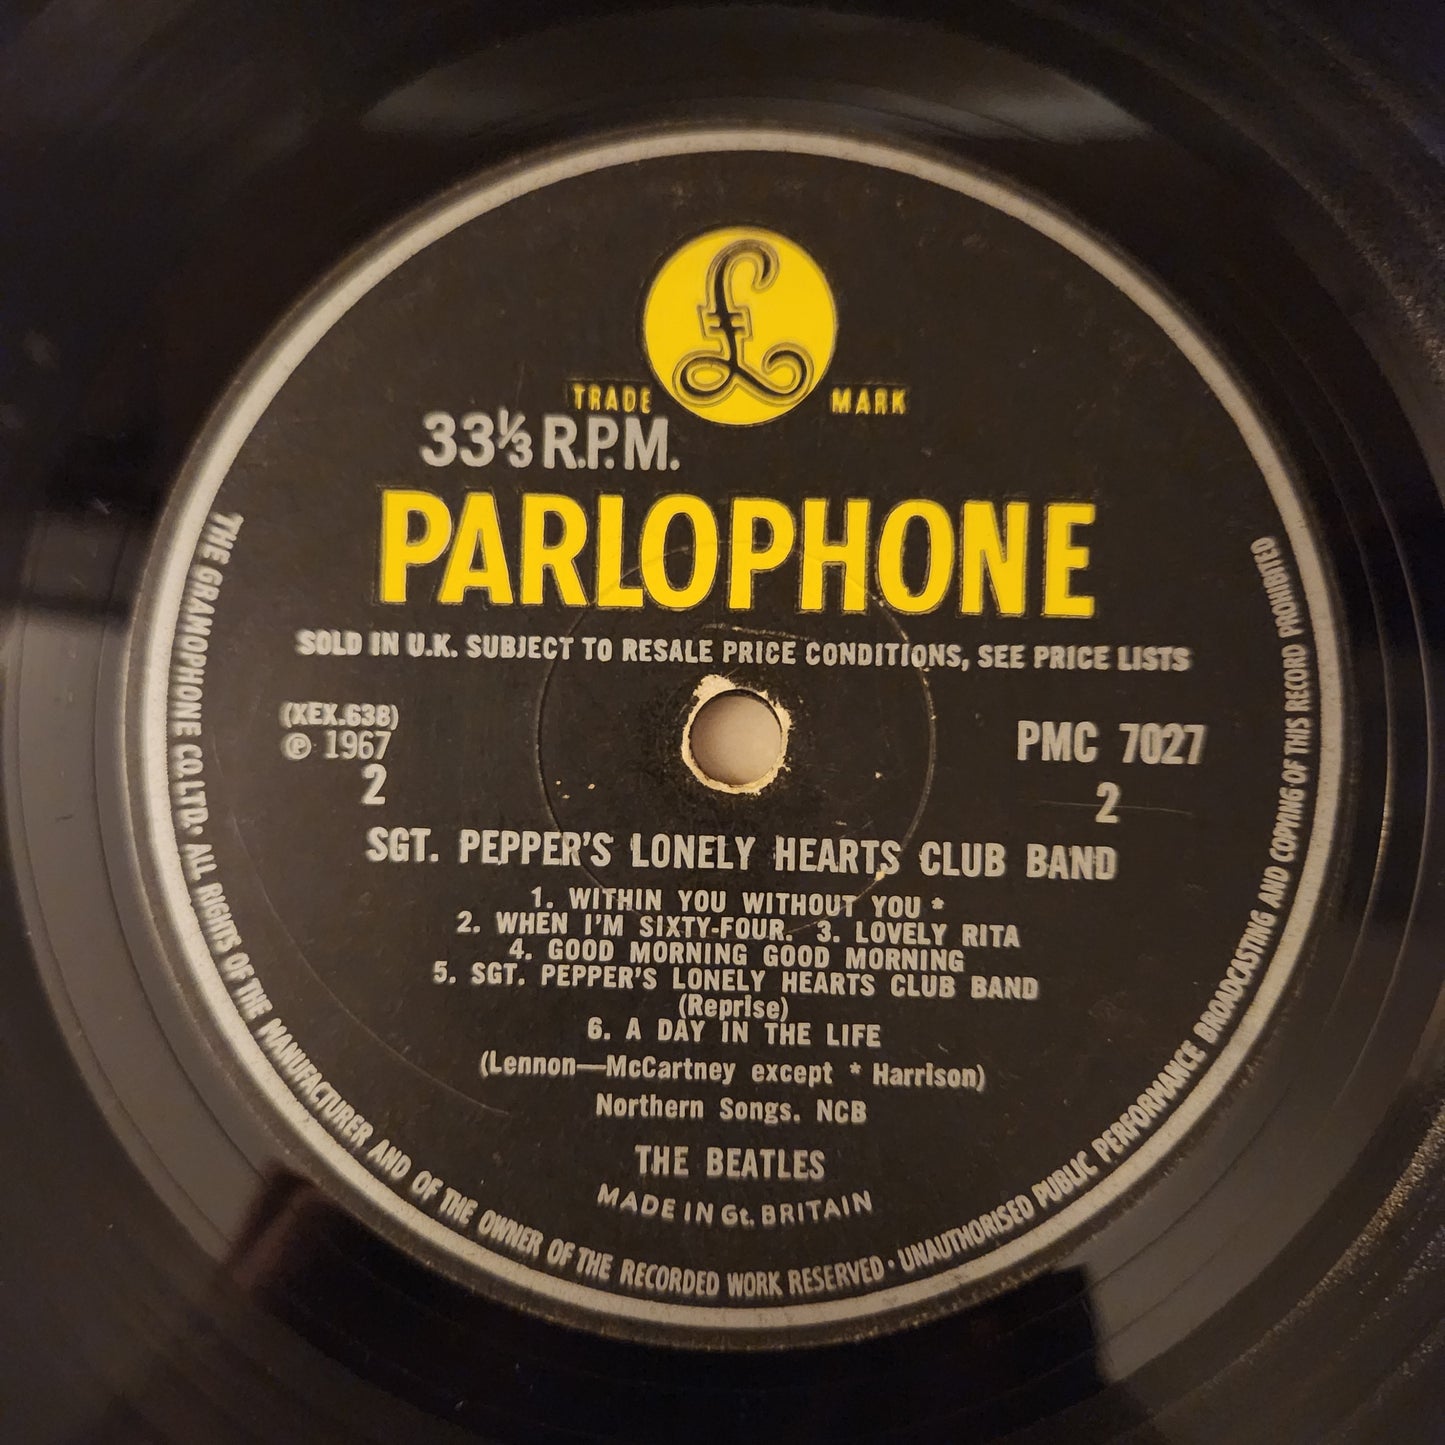 £
TRADE MARK
33⅓ R.P.M.
PARLOPHONE
SOLD IN U.K. SUBJECT TO RESALE PRICE CONDITIONS, SEE PRICE LISTS
(XEX.638)
℗ 1967
2
PMC 7027
2
SGT. PEPPER'S LONELY HEARTS CLUB BAND
1. WITHIN YOU WITHOUT YOU *
2. WHEN I'M SIXTY-FOUR. 3. LOVELY RITA
4. GOOD MORNING GOOD MORNING
5. SGT. PEPPER'S LONELY HEARTS CLUB BAND
(Reprise)
6. A DAY IN THE LIFE
(Lennon—McCartney except * Harrison)
Northern Songs. NCB
THE BEATLES
MADE IN Gt. BRITAIN
THE GRAMOPHONE CO. LTD. ALL RIGHTS OF THE MANUFACTURER AND OF THE OWNER OF THE RECORDED WORK RESERVED · UNAUTHORISED PUBLIC PERFORMANCE BROADCASTING AND COPYING OF THIS RECORD PROHIBITED